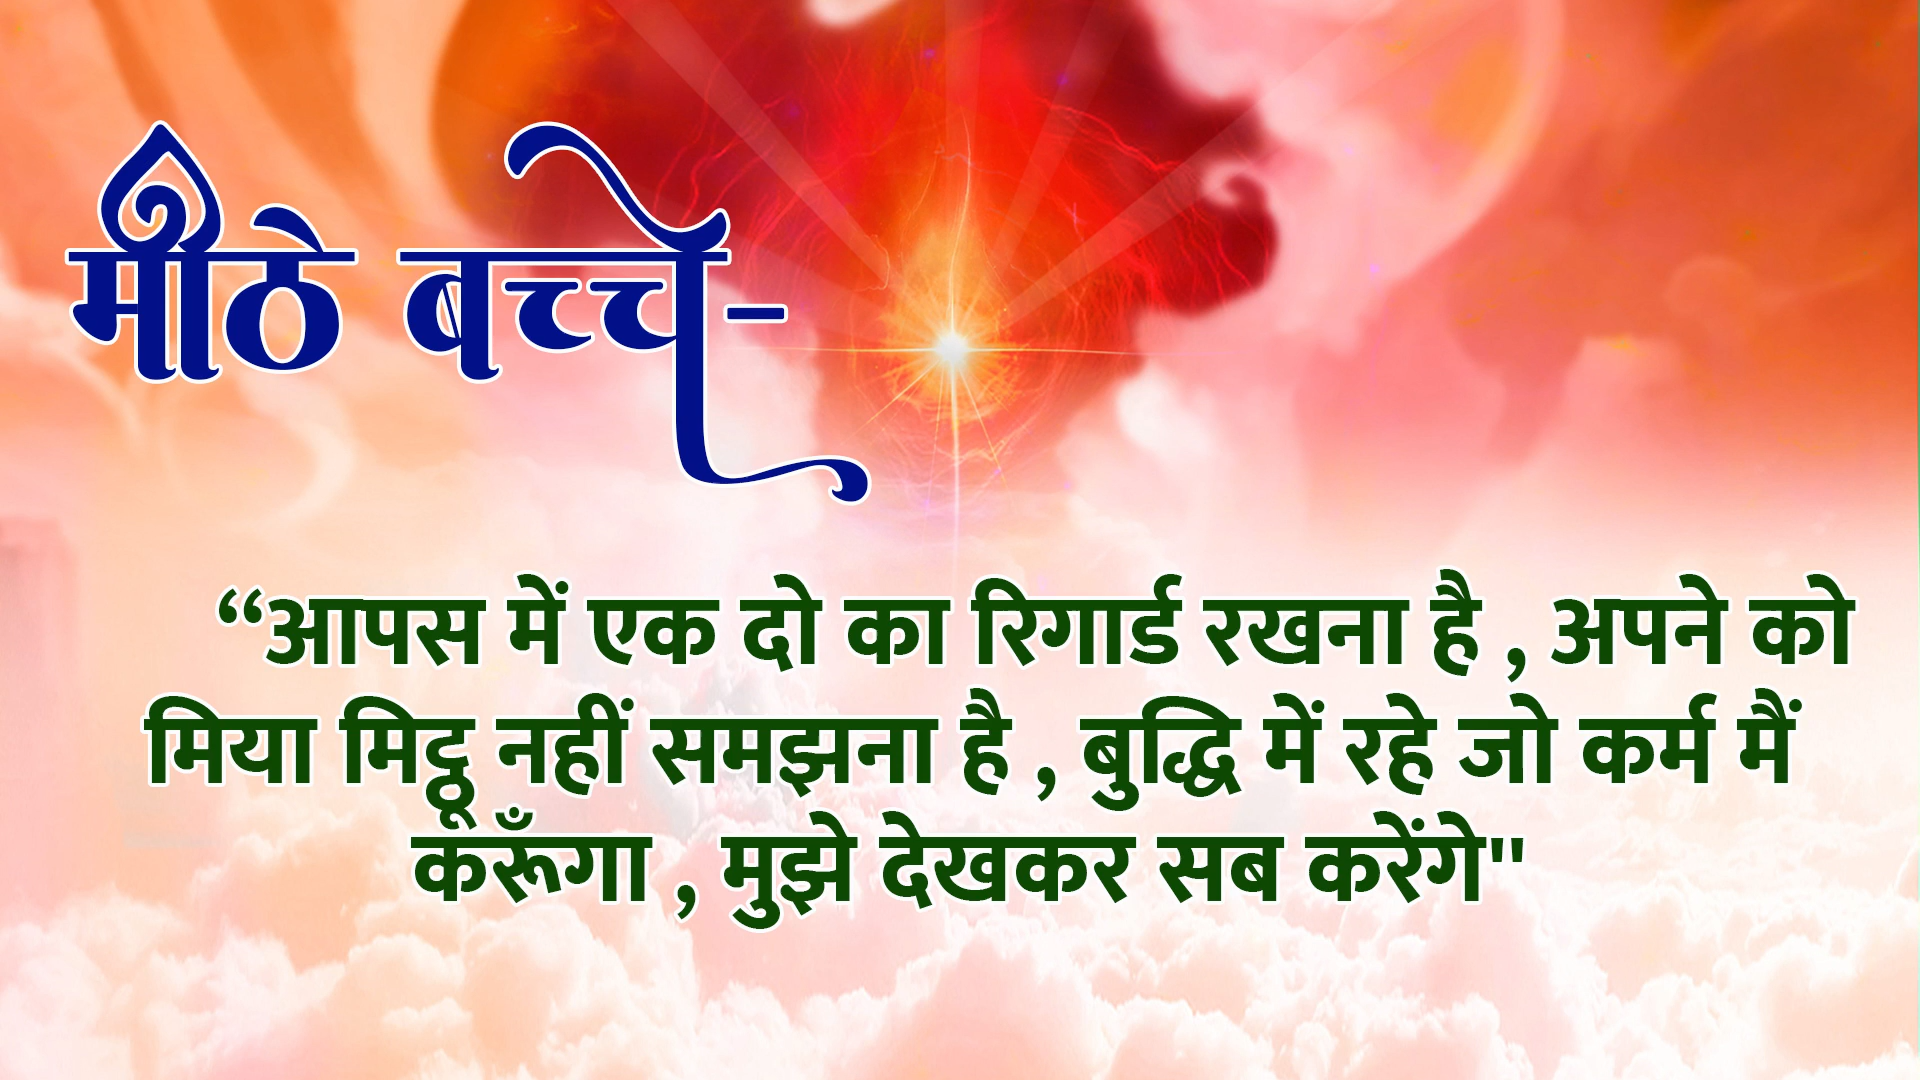 मीठे बच्चे-
“आपस में एक दो का रिगार्ड रखना है , अपने को
मिया मिट्ठू नहीं समझना है , बुद्धि में रहे जो कर्म मैं
करूँगा , मुझे देखकर सब करेंगे"